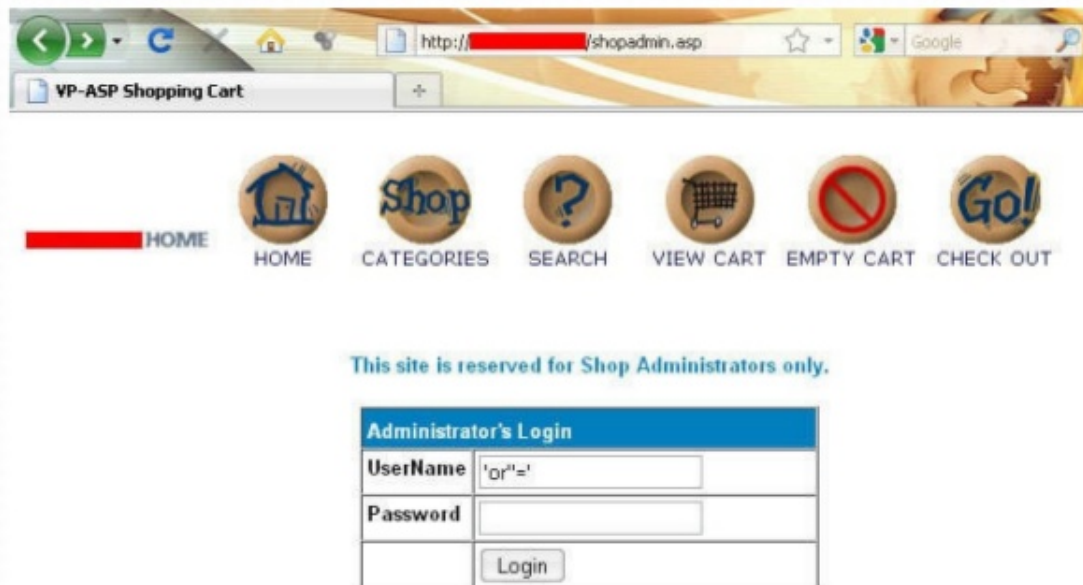 http:// /shopadmin.asp
Google
VP-ASP Shopping Cart
Shop
?
Go!
HOME
HOME
CATEGORIES
SEARCH
VIEW CART
EMPTY CART
CHECK OUT
This site is reserved for Shop Administrators only.
Administrator's Login
UserName 'or''='
Password
Login